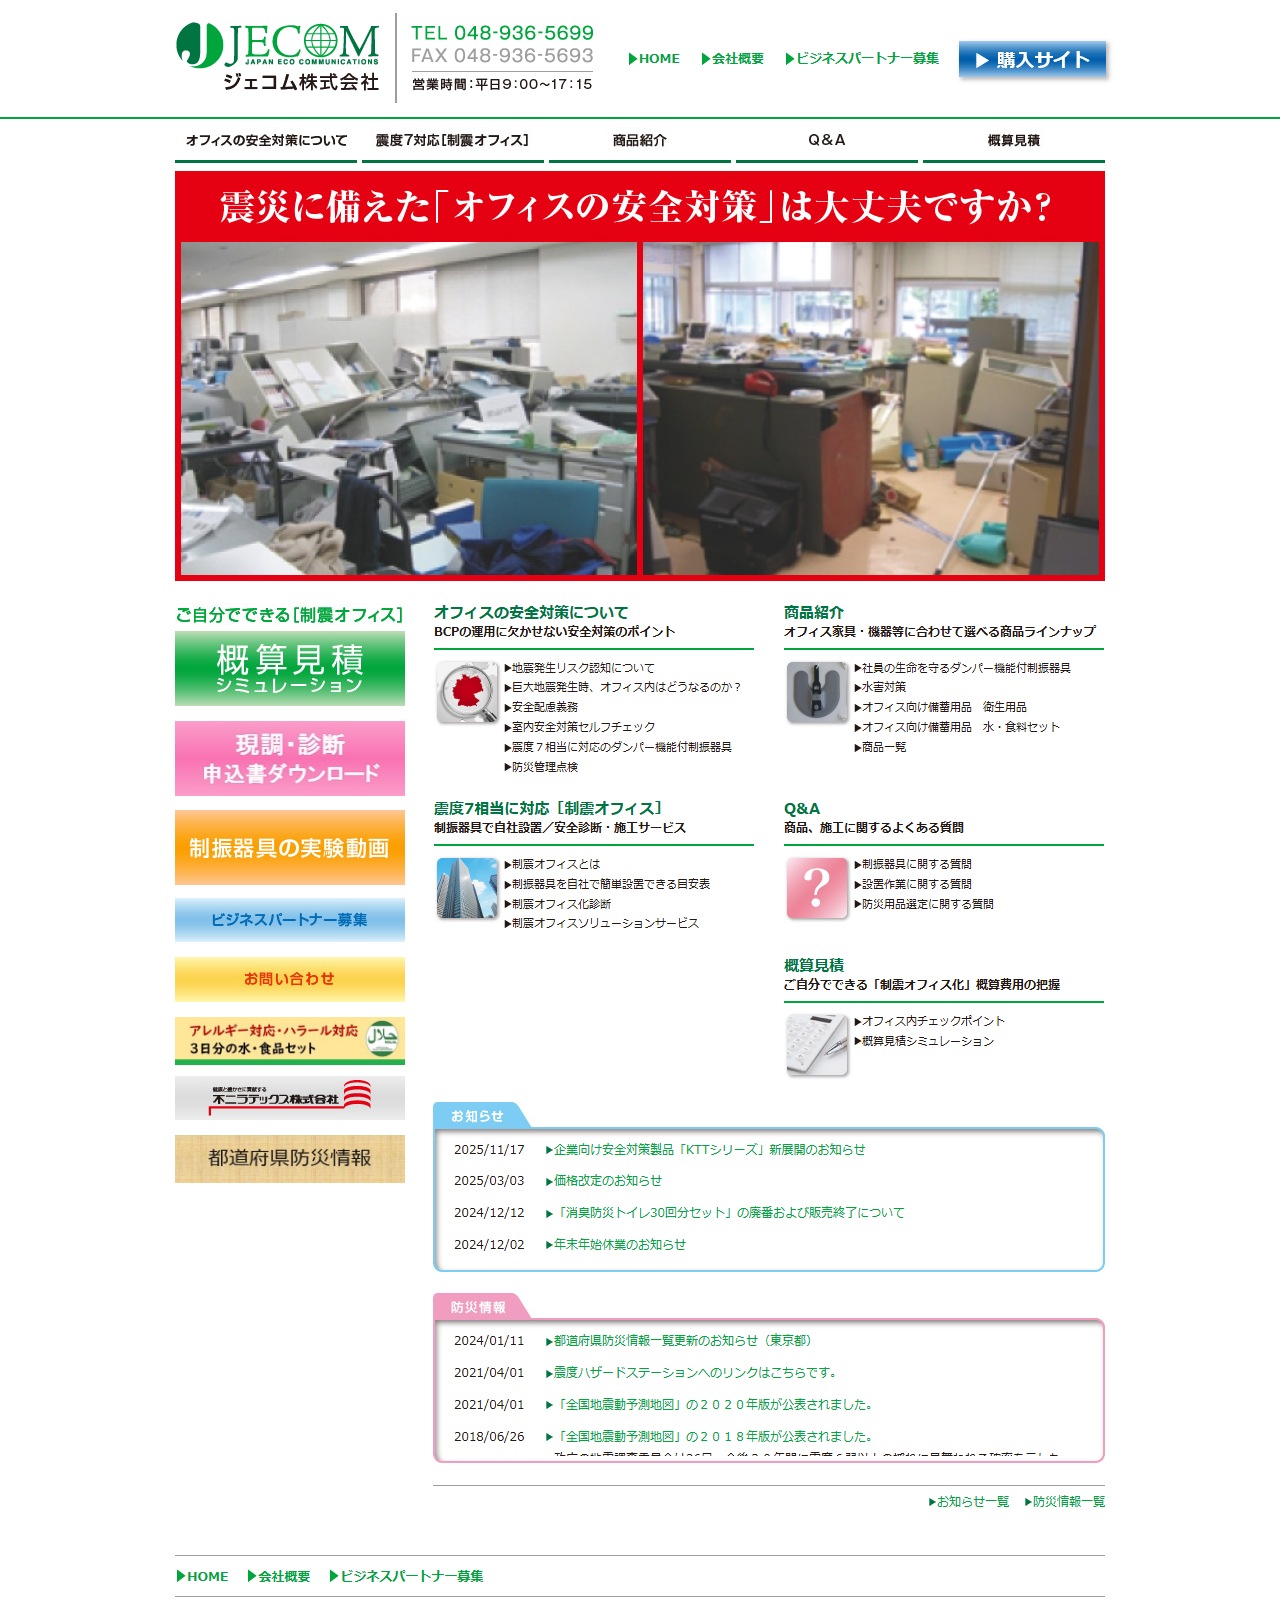 JECOM
JAPAN ECO COMMUNICATIONS
ジェコム株式会社
TEL 048-936-5699
FAX 048-936-5693
営業時間：平日9：00〜17：15
▶HOME ▶会社概要 ▶ビジネスパートナー募集
▶ 購入サイト
オフィスの安全対策について 震度7対応[制震オフィス] 商品紹介 Q&A 概算見積
震災に備えた「オフィスの安全対策」は大丈夫ですか?
ご自分でできる[制震オフィス]
概算見積
シミュレーション
現調・診断
申込書ダウンロード
制振器具の実験動画
ビジネスパートナー募集
お問い合わせ
アレルギー対応・ハラール対応
3日分の水・食品セット
健康と豊かさに貢献する
不二ラテックス株式会社
都道府県防災情報
オフィスの安全対策について
BCPの運用に欠かせない安全対策のポイント
▶地震発生リスク認知について
▶巨大地震発生時、オフィス内はどうなるのか？
▶安全配慮義務
▶室内安全対策セルフチェック
▶震度７相当に対応のダンパー機能付制振器具
▶防災管理点検
商品紹介
オフィス家具・機器等に合わせて選べる商品ラインナップ
▶社員の生命を守るダンパー機能付制振器具
▶水害対策
▶オフィス向け備蓄用品　衛生用品
▶オフィス向け備蓄用品　水・食料セット
▶商品一覧
震度7相当に対応［制震オフィス］
制振器具で自社設置／安全診断・施工サービス
▶制震オフィスとは
▶制振器具を自社で簡単設置できる目安表
▶制震オフィス化診断
▶制震オフィスソリューションサービス
Q&A
商品、施工に関するよくある質問
?
▶制振器具に関する質問
▶設置作業に関する質問
▶防災用品選定に関する質問
概算見積
ご自分でできる「制震オフィス化」概算費用の把握
▶オフィス内チェックポイント
▶概算見積シミュレーション
お知らせ
2025/11/17 ▶企業向け安全対策製品「KTTシリーズ」新展開のお知らせ
2025/03/03 ▶価格改定のお知らせ
2024/12/12 ▶「消臭防災トイレ30回分セット」の廃番および販売終了について
2024/12/02 ▶年末年始休業のお知らせ
防災情報
2024/01/11 ▶都道府県防災情報一覧更新のお知らせ（東京都）
2021/04/01 ▶震度ハザードステーションへのリンクはこちらです。
2021/04/01 ▶「全国地震動予測地図」の２０２０年版が公表されました。
2018/06/26 ▶「全国地震動予測地図」の２０１８年版が公表されました。
▶お知らせ一覧 ▶防災情報一覧
▶HOME ▶会社概要 ▶ビジネスパートナー募集